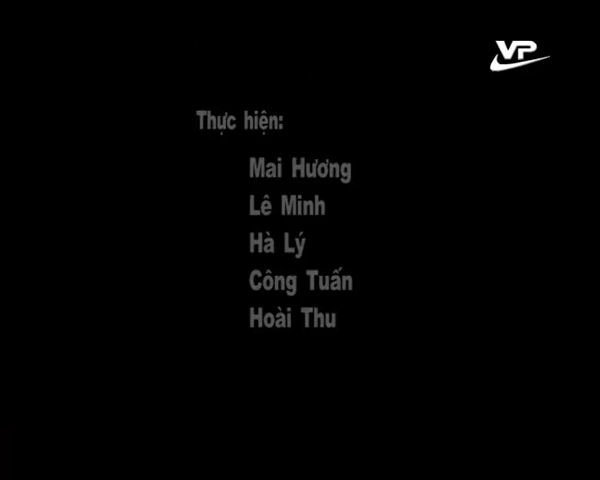 VP
Thực hiện:
Mai Hương
Lê Minh
Hà Lý
Công Tuấn
Hoài Thu